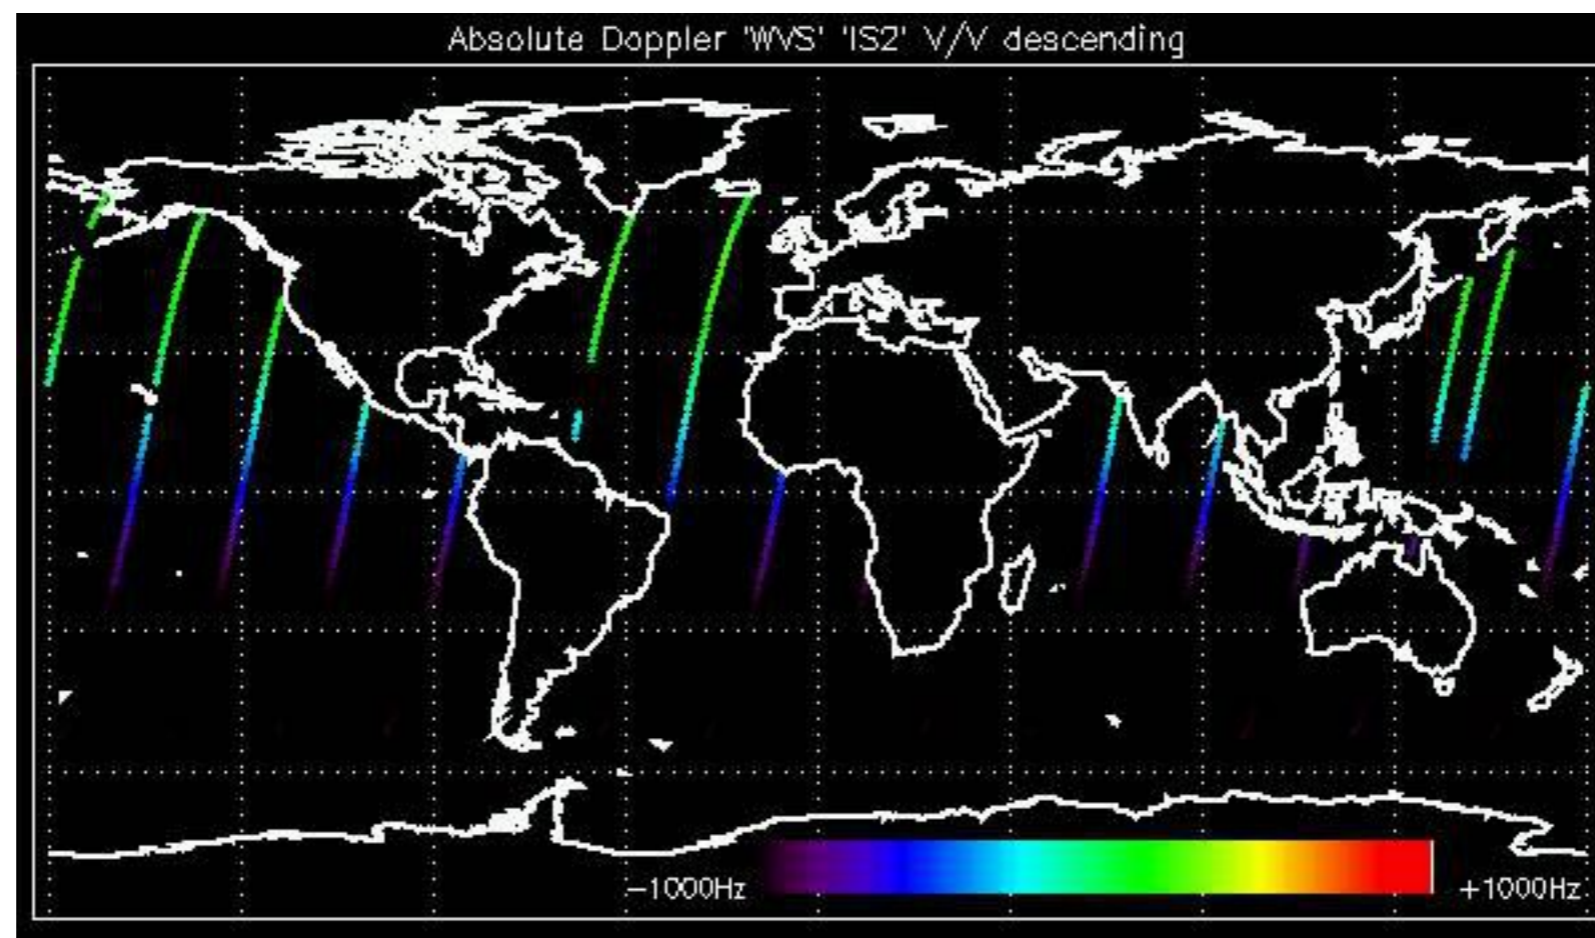 Absolute Doppler 'WVS' 'IS2' V/V descending
−1000Hz
+1000Hz